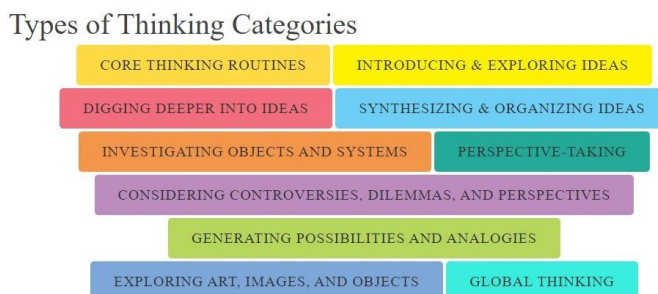 Types of Thinking Categories
CORE THINKING ROUTINES
INTRODUCING & EXPLORING IDEAS
DIGGING DEEPER INTO IDEAS
SYNTHESIZING & ORGANIZING IDEAS
INVESTIGATING OBJECTS AND SYSTEMS
PERSPECTIVE-TAKING
CONSIDERING CONTROVERSIES, DILEMMAS, AND PERSPECTIVES
GENERATING POSSIBILITIES AND ANALOGIES
EXPLORING ART, IMAGES, AND OBJECTS
GLOBAL THINKING